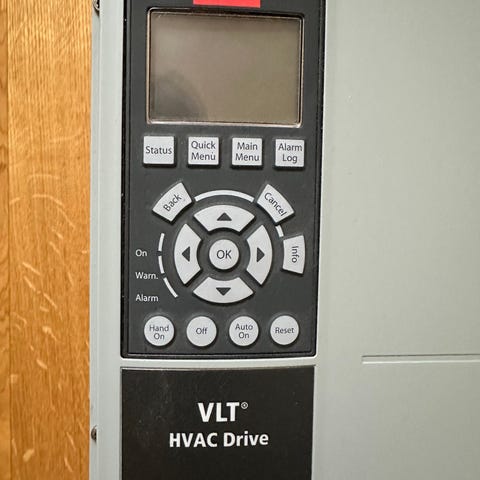 Status
Quick
Menu
Main
Menu
Alarm
Log
Back
Cancel
OK
Info
On
Warn.
Alarm
Hand
On
Off
Auto
On
Reset
VLT®
HVAC Drive